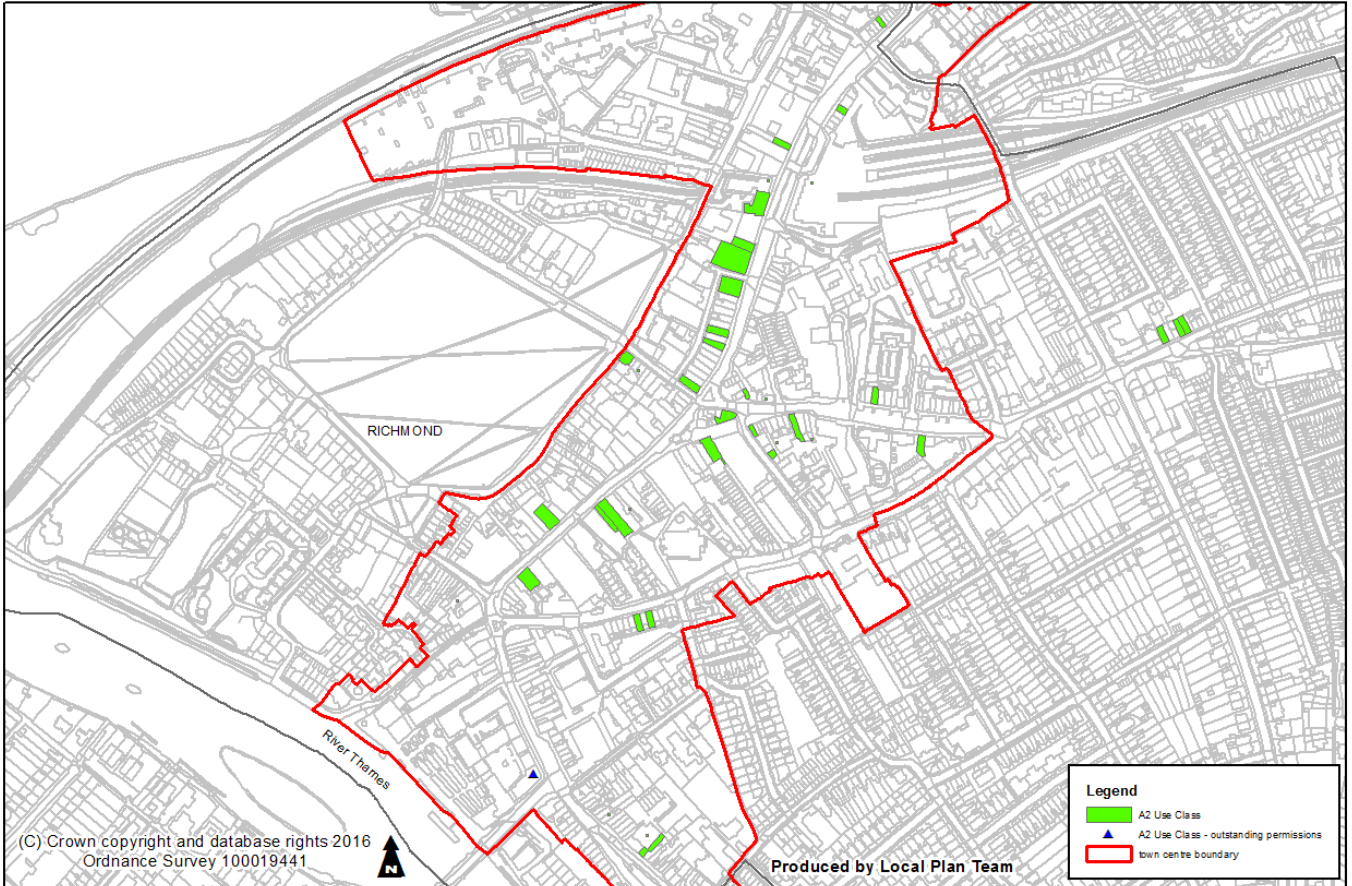 RICHMOND
River Thames
(C) Crown copyright and database rights 2016
Ordnance Survey 100019441
N
Produced by Local Plan Team
Legend
A2 Use Class
A2 Use Class - outstanding permissions
town centre boundary